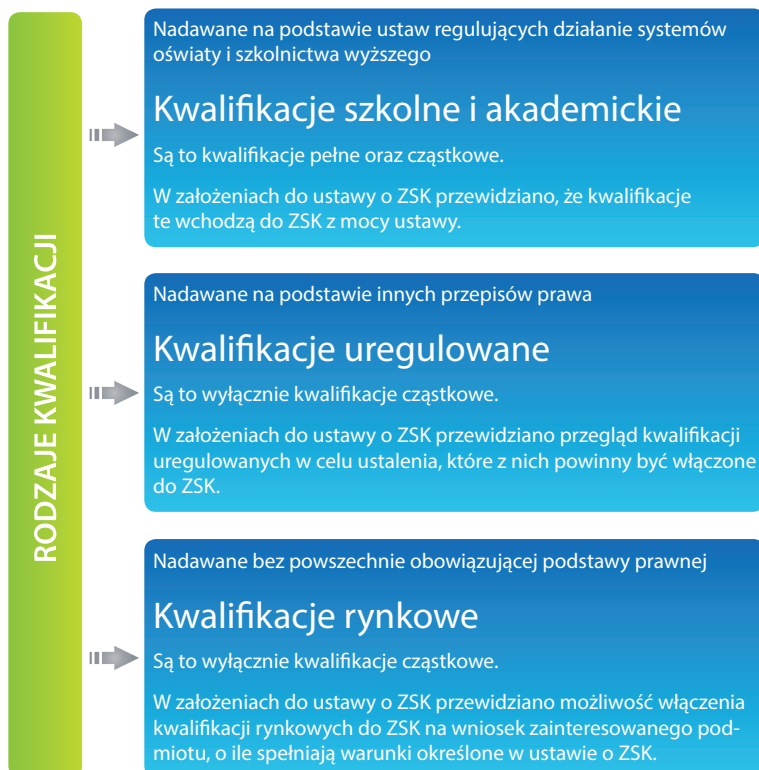 RODZAJE KWALIFIKACJI
Nadawane na podstawie ustaw regulujących działanie systemów
oświaty i szkolnictwa wyższego
Kwalifikacje szkolne i akademickie
Są to kwalifikacje pełne oraz cząstkowe.
W założeniach do ustawy o ZSK przewidziano, że kwalifikacje
te wchodzą do ZSK z mocy ustawy.
Nadawane na podstawie innych przepisów prawa
Kwalifikacje uregulowane
Są to wyłącznie kwalifikacje cząstkowe.
W założeniach do ustawy o ZSK przewidziano przegląd kwalifikacji
uregulowanych w celu ustalenia, które z nich powinny być włączone
do ZSK.
Nadawane bez powszechnie obowiązującej podstawy prawnej
Kwalifikacje rynkowe
Są to wyłącznie kwalifikacje cząstkowe.
W założeniach do ustawy o ZSK przewidziano możliwość włączenia
kwalifikacji rynkowych do ZSK na wniosek zainteresowanego pod-
miotu, o ile spełniają warunki określone w ustawie o ZSK.